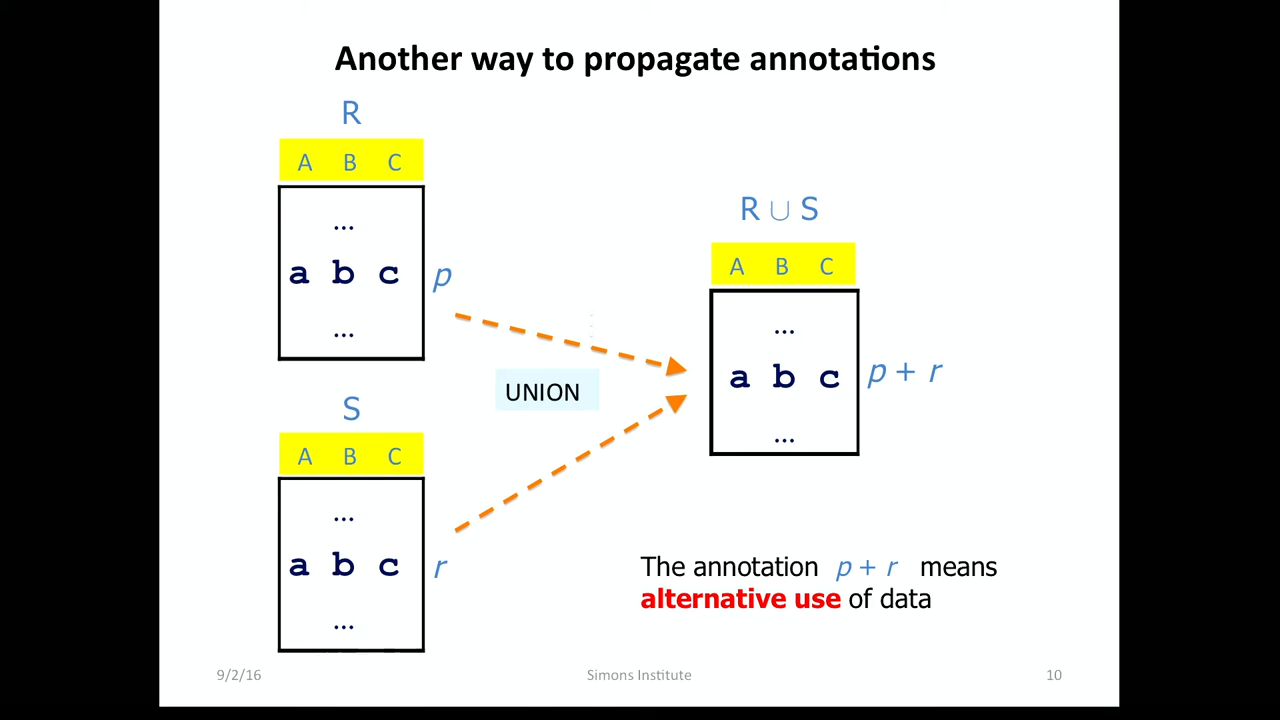 Another way to propagate annotations
R
A B C
...
a b c p
...
UNION
S
A B C
...
a b c r
...
R ∪ S
A B C
...
a b c p + r
...
The annotation p + r means
alternative use of data
9/2/16 Simons Institute 10